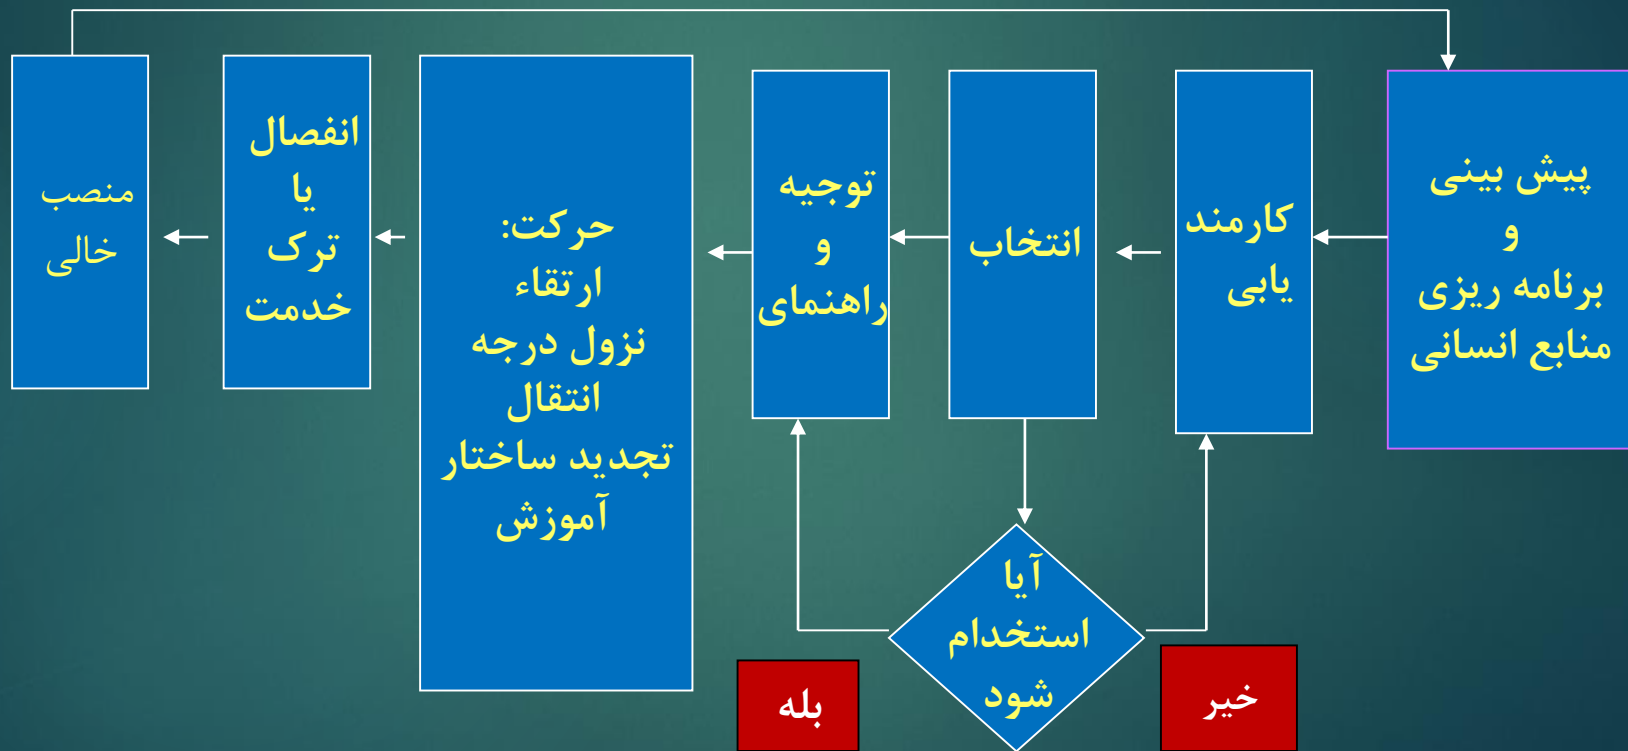 پیش بینی
و
برنامه ریزی
منابع انسانی
کارمند
یابی
انتخاب
توجیه
و
راهنمای
حرکت:
ارتقاء
نزول درجه
انتقال
تجدید ساختار
آموزش
انفصال
یا
ترک
خدمت
منصب
خالی
آیا
استخدام
شود
خیر
بله